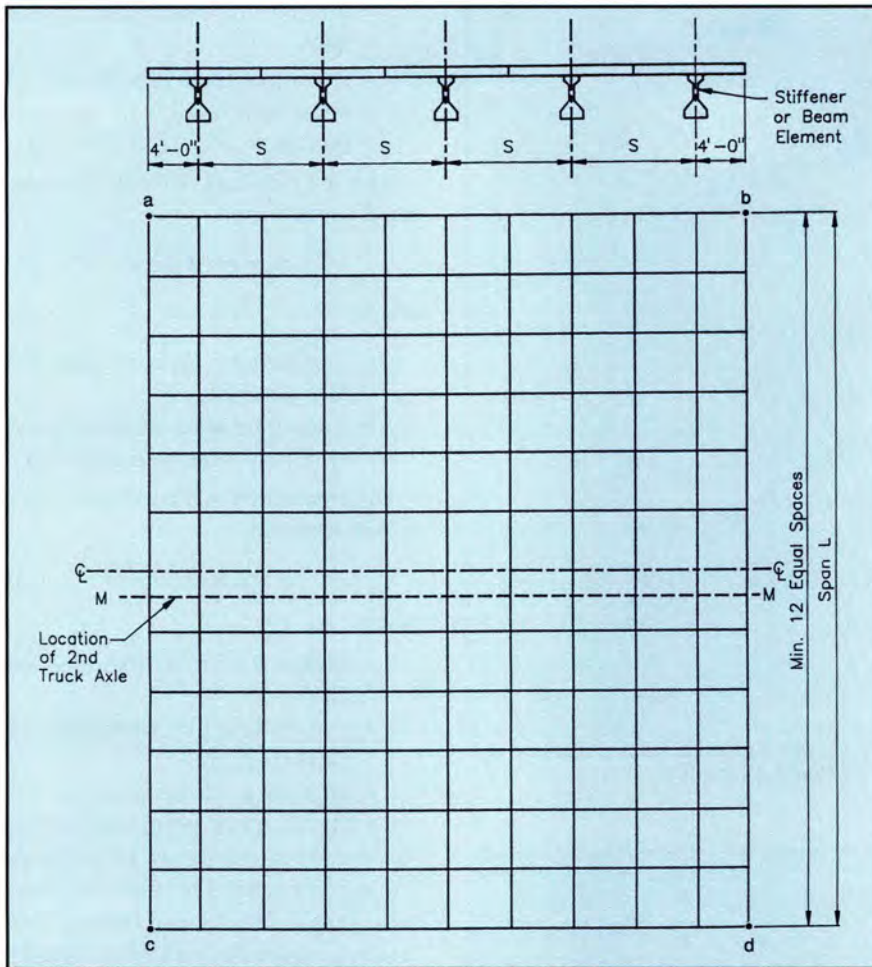 Stiffener
or Beam
Element
4'-0" S S S S 4'-0"
a b
Min. 12 Equal Spaces
Span L
℄ ℄
M M
Location
of 2nd
Truck Axle
c d